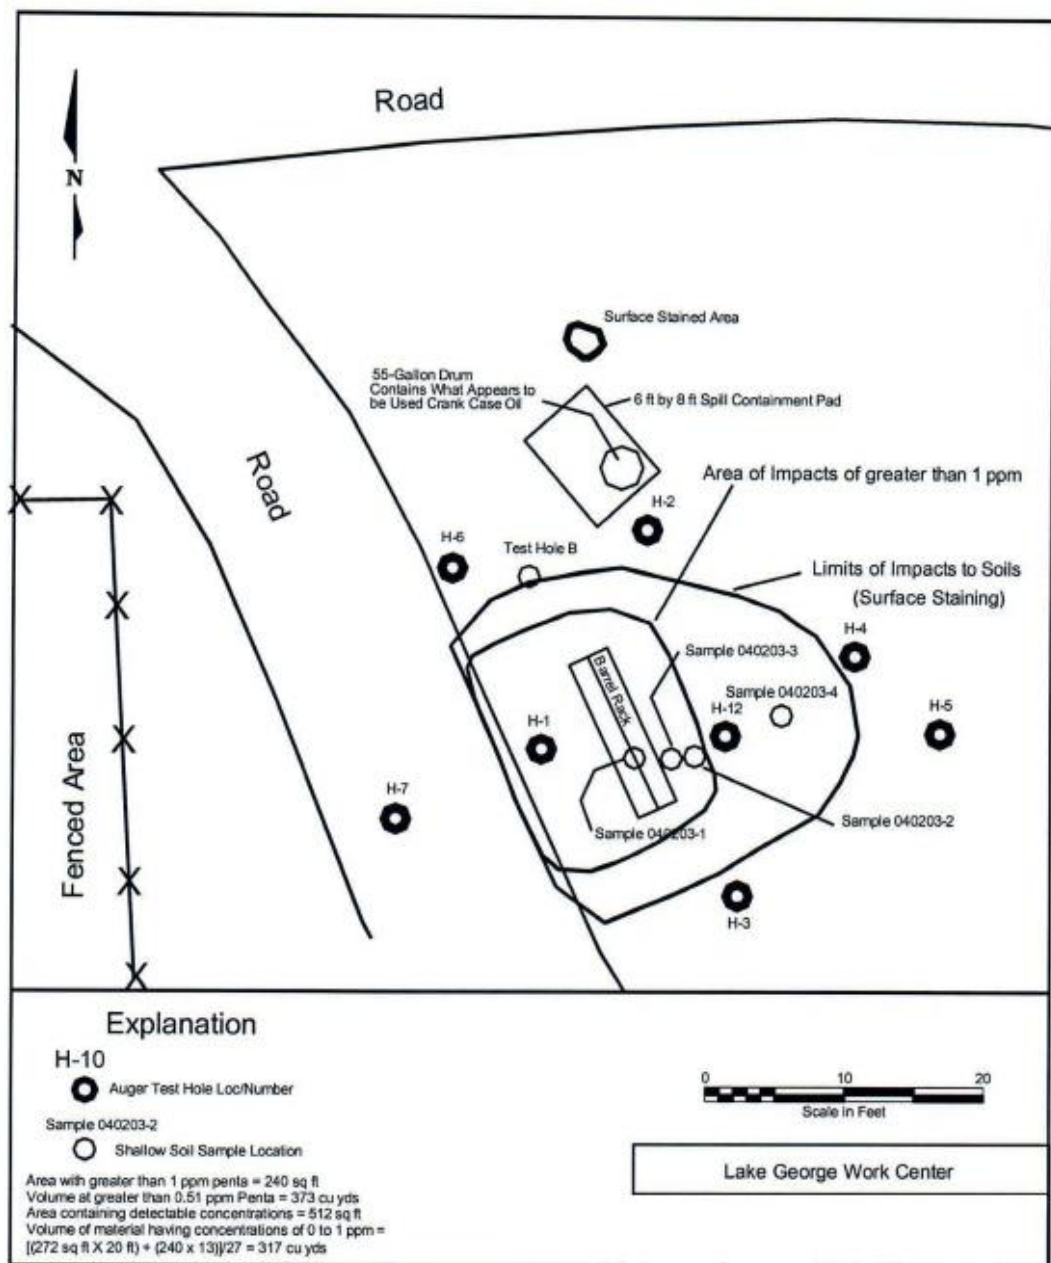 Road
N
Surface Stained Area
55-Gallon Drum
Contains What Appears to
be Used Crank Case Oil
6 ft by 8 ft Spill Containment Pad
Road
Area of Impacts of greater than 1 ppm
H-2
H-6
Test Hole B
Limits of Impacts to Soils
(Surface Staining)
H-4
Sample 040203-3
Barrel Rack
Sample 040203-4
H-12
H-5
H-1
Fenced Area
H-7
Sample 040203-2
Sample 040203-1
H-3
Explanation
H-10
Auger Test Hole Loc/Number
Sample 040203-2
Shallow Soil Sample Location
Area with greater than 1 ppm penta = 240 sq ft
Volume at greater than 0.51 ppm Penta = 373 cu yds
Area containing detectable concentrations = 512 sq ft
Volume of material having concentrations of 0 to 1 ppm =
[(272 sq ft X 20 ft) + (240 x 13)]/27 = 317 cu yds
0 10 20
Scale in Feet
Lake George Work Center